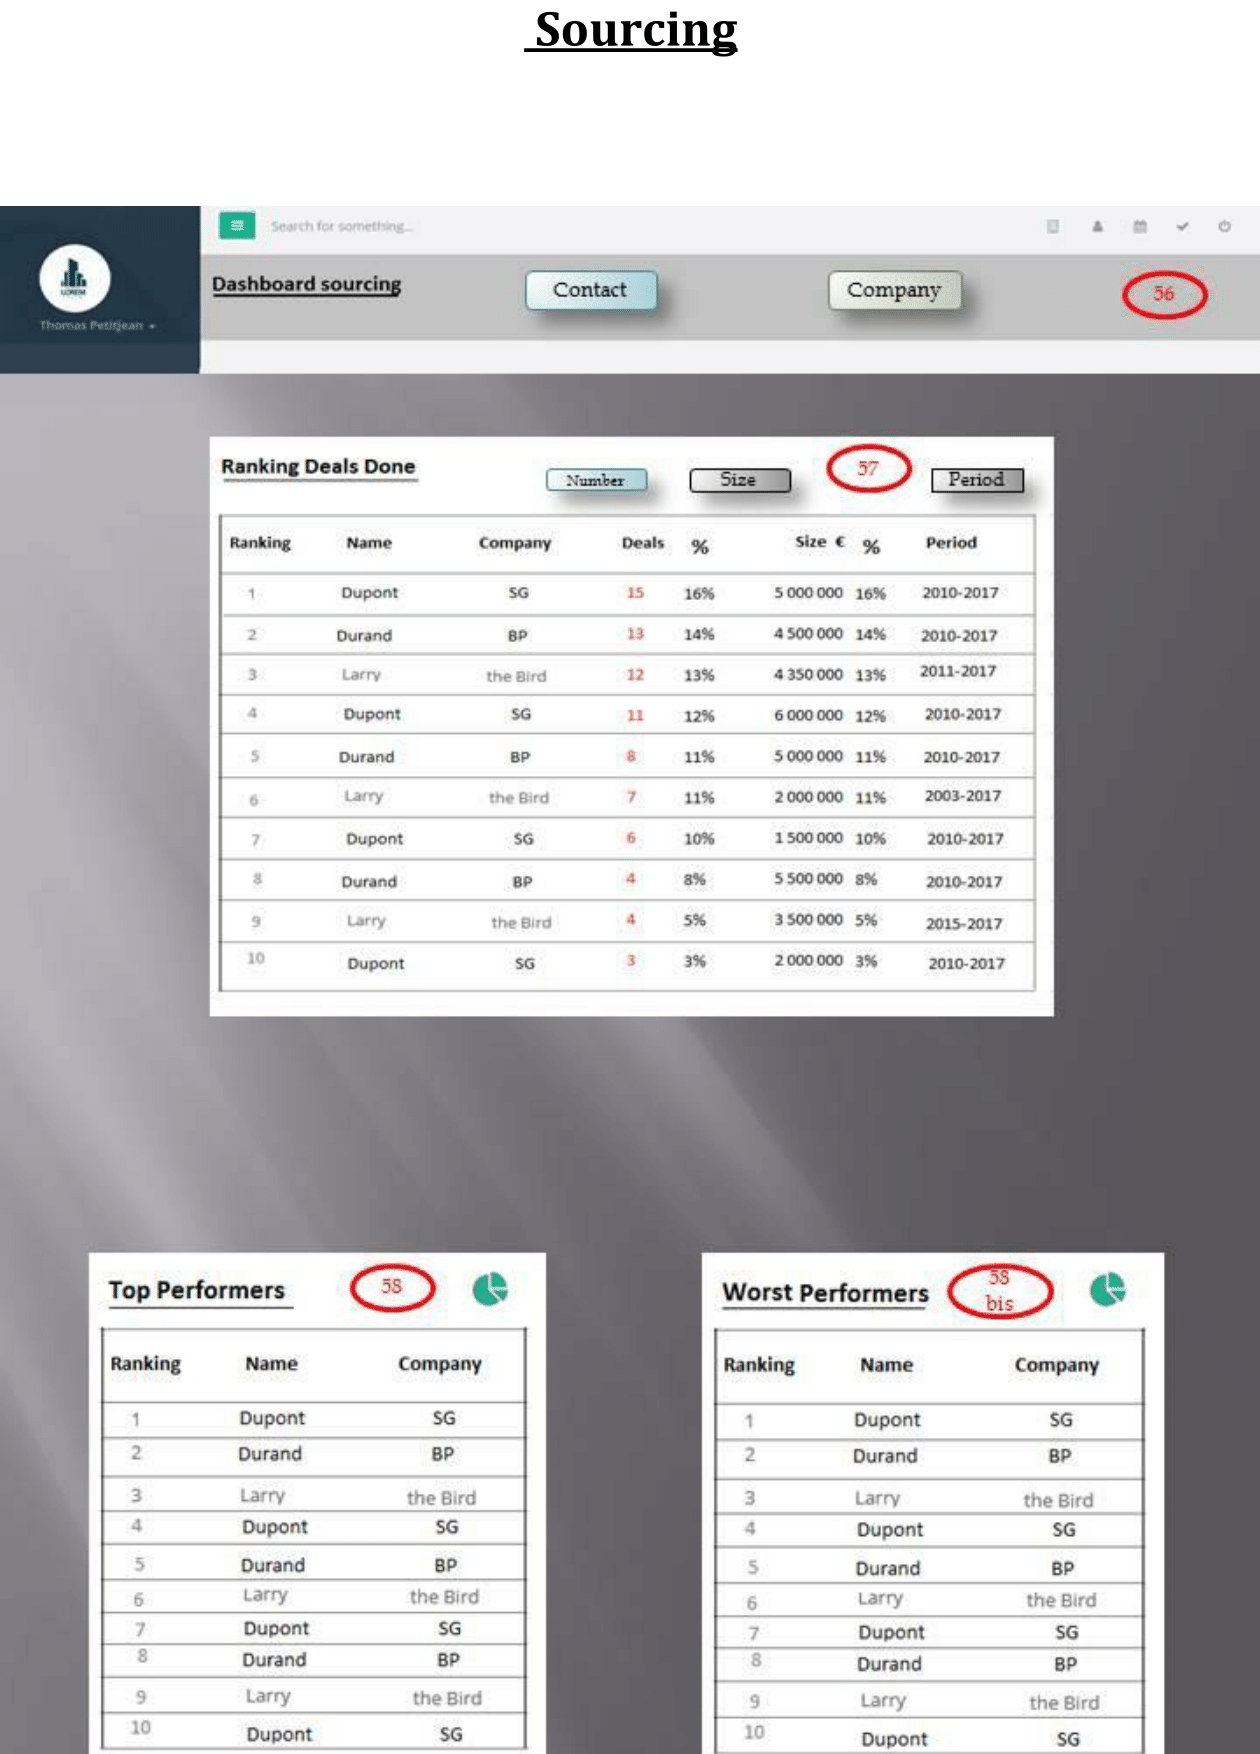 Sourcing
Search for something...
LOREM
Thomas Petitjean
Dashboard sourcing Contact Company 56
Ranking Deals Done Number Size 57 Period
Ranking Name Company Deals % Size € % Period
1 Dupont SG 15 16% 5 000 000 16% 2010-2017
2 Durand BP 13 14% 4 500 000 14% 2010-2017
3 Larry the Bird 12 13% 4 350 000 13% 2011-2017
4 Dupont SG 11 12% 6 000 000 12% 2010-2017
5 Durand BP 8 11% 5 000 000 11% 2010-2017
6 Larry the Bird 7 11% 2 000 000 11% 2003-2017
7 Dupont SG 6 10% 1 500 000 10% 2010-2017
8 Durand BP 4 8% 5 500 000 8% 2010-2017
9 Larry the Bird 4 5% 3 500 000 5% 2015-2017
10 Dupont SG 3 3% 2 000 000 3% 2010-2017
Top Performers 58
Ranking Name Company
1 Dupont SG
2 Durand BP
3 Larry the Bird
4 Dupont SG
5 Durand BP
6 Larry the Bird
7 Dupont SG
8 Durand BP
9 Larry the Bird
10 Dupont SG
Worst Performers 58
bis
Ranking Name Company
1 Dupont SG
2 Durand BP
3 Larry the Bird
4 Dupont SG
5 Durand BP
6 Larry the Bird
7 Dupont SG
8 Durand BP
9 Larry the Bird
10 Dupont SG